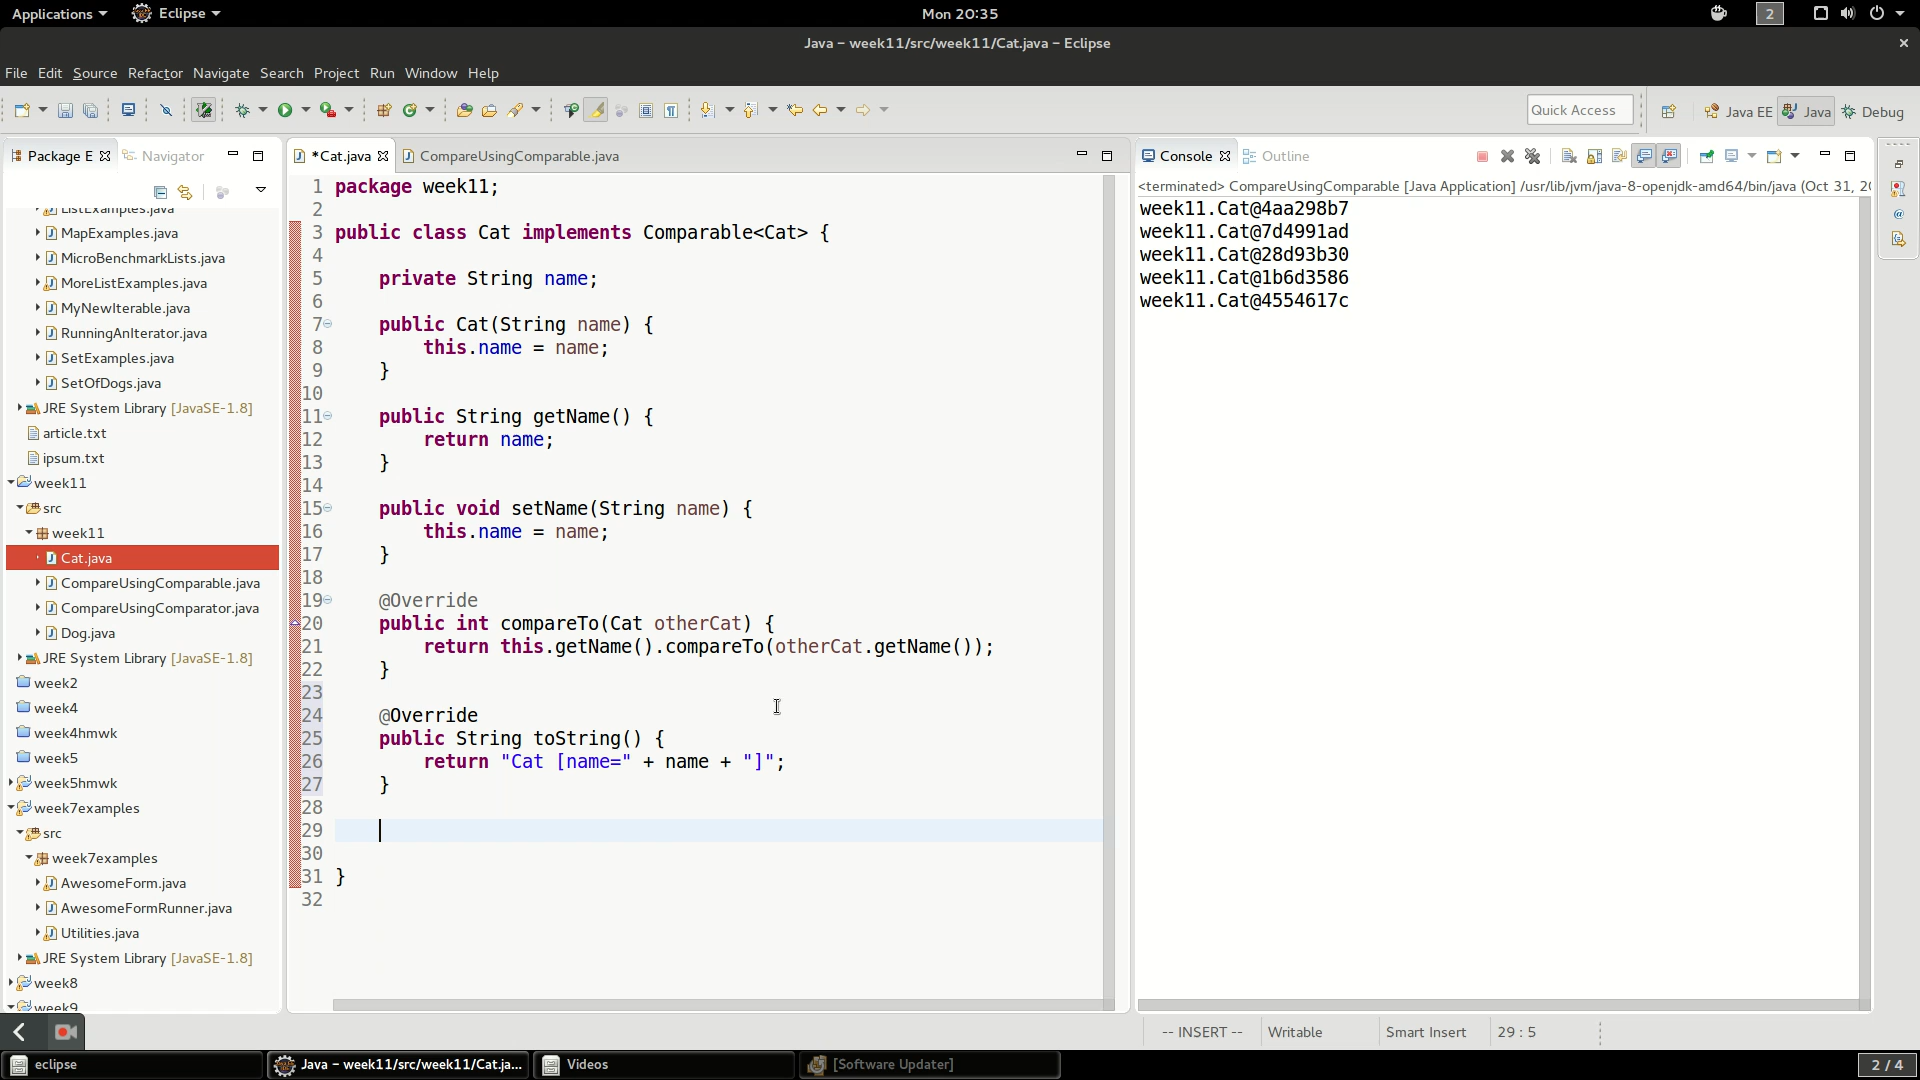 Applications Eclipse Mon 20:35 2
Java - week11/src/week11/Cat.java - Eclipse
File Edit Source Refactor Navigate Search Project Run Window Help
Quick Access Java EE Java Debug
Package E Navigator
ListExamples.java
MapExamples.java
MicroBenchmarkLists.java
MoreListExamples.java
MyNewIterable.java
RunningAnIterator.java
SetExamples.java
SetOfDogs.java
JRE System Library [JavaSE-1.8]
article.txt
ipsum.txt
week11
src
week11
Cat.java
CompareUsingComparable.java
CompareUsingComparator.java
Dog.java
JRE System Library [JavaSE-1.8]
week2
week4
week4hmwk
week5
week5hmwk
week7examples
src
week7examples
AwesomeForm.java
AwesomeFormRunner.java
Utilities.java
JRE System Library [JavaSE-1.8]
week8
week9
*Cat.java CompareUsingComparable.java
1 package week11;
2
3 public class Cat implements Comparable<Cat> {
4
5 private String name;
6
7 public Cat(String name) {
8 this.name = name;
9 }
10
11 public String getName() {
12 return name;
13 }
14
15 public void setName(String name) {
16 this.name = name;
17 }
18
19 @Override
20 public int compareTo(Cat otherCat) {
21 return this.getName().compareTo(otherCat.getName());
22 }
23
24 @Override
25 public String toString() {
26 return "Cat [name=" + name + "]";
27 }
28
29
30
31 }
32
Console Outline
<terminated> CompareUsingComparable [Java Application] /usr/lib/jvm/java-8-openjdk-amd64/bin/java (Oct 31, 20
week11.Cat@4aa298b7
week11.Cat@7d4991ad
week11.Cat@28d93b30
week11.Cat@1b6d3586
week11.Cat@4554617c
-- INSERT -- Writable Smart Insert 29 : 5
eclipse Java - week11/src/week11/Cat.ja... Videos [Software Updater] 2 / 4